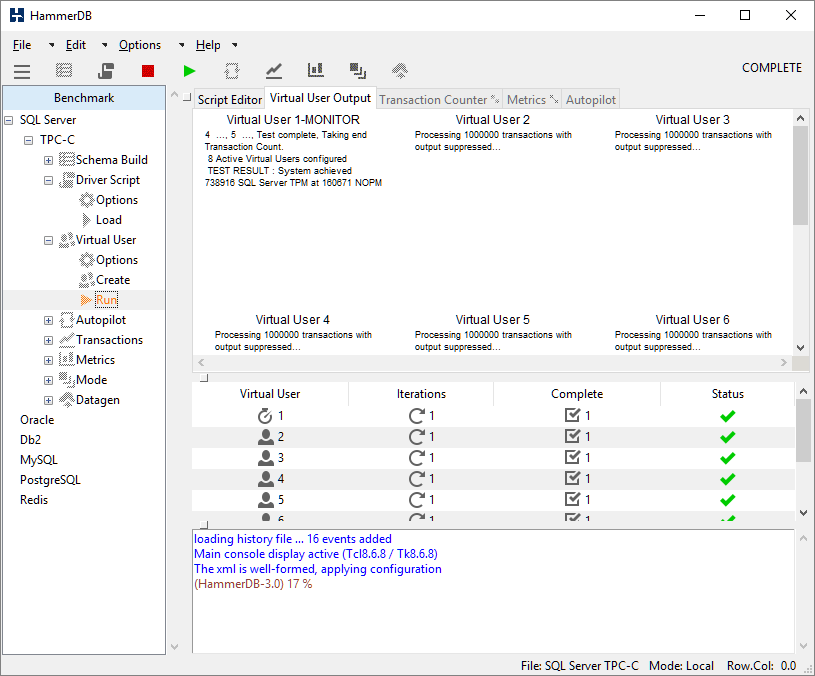 HammerDB
File Edit Options Help
COMPLETE
Benchmark
SQL Server
TPC-C
Schema Build
Driver Script
Options
Load
Virtual User
Options
Create
Run
Autopilot
Transactions
Metrics
Mode
Datagen
Oracle
Db2
MySQL
PostgreSQL
Redis
Script Editor Virtual User Output Transaction Counter Metrics Autopilot
Virtual User 1-MONITOR
4 ..., 5 ..., Test complete, Taking end
Transaction Count.
8 Active Virtual Users configured
TEST RESULT : System achieved
738916 SQL Server TPM at 160671 NOPM
Virtual User 2
Processing 1000000 transactions with
output suppressed...
Virtual User 3
Processing 1000000 transactions with
output suppressed...
Virtual User 4
Processing 1000000 transactions with
output suppressed...
Virtual User 5
Processing 1000000 transactions with
output suppressed...
Virtual User 6
Processing 1000000 transactions with
output suppressed...
Virtual User Iterations Complete Status
1 1 1
2 1 1
3 1 1
4 1 1
5 1 1
6 1 1
loading history file ... 16 events added
Main console display active (Tcl8.6.8 / Tk8.6.8)
The xml is well-formed, applying configuration
(HammerDB-3.0) 17 %
File: SQL Server TPC-C Mode: Local Row.Col: 0.0